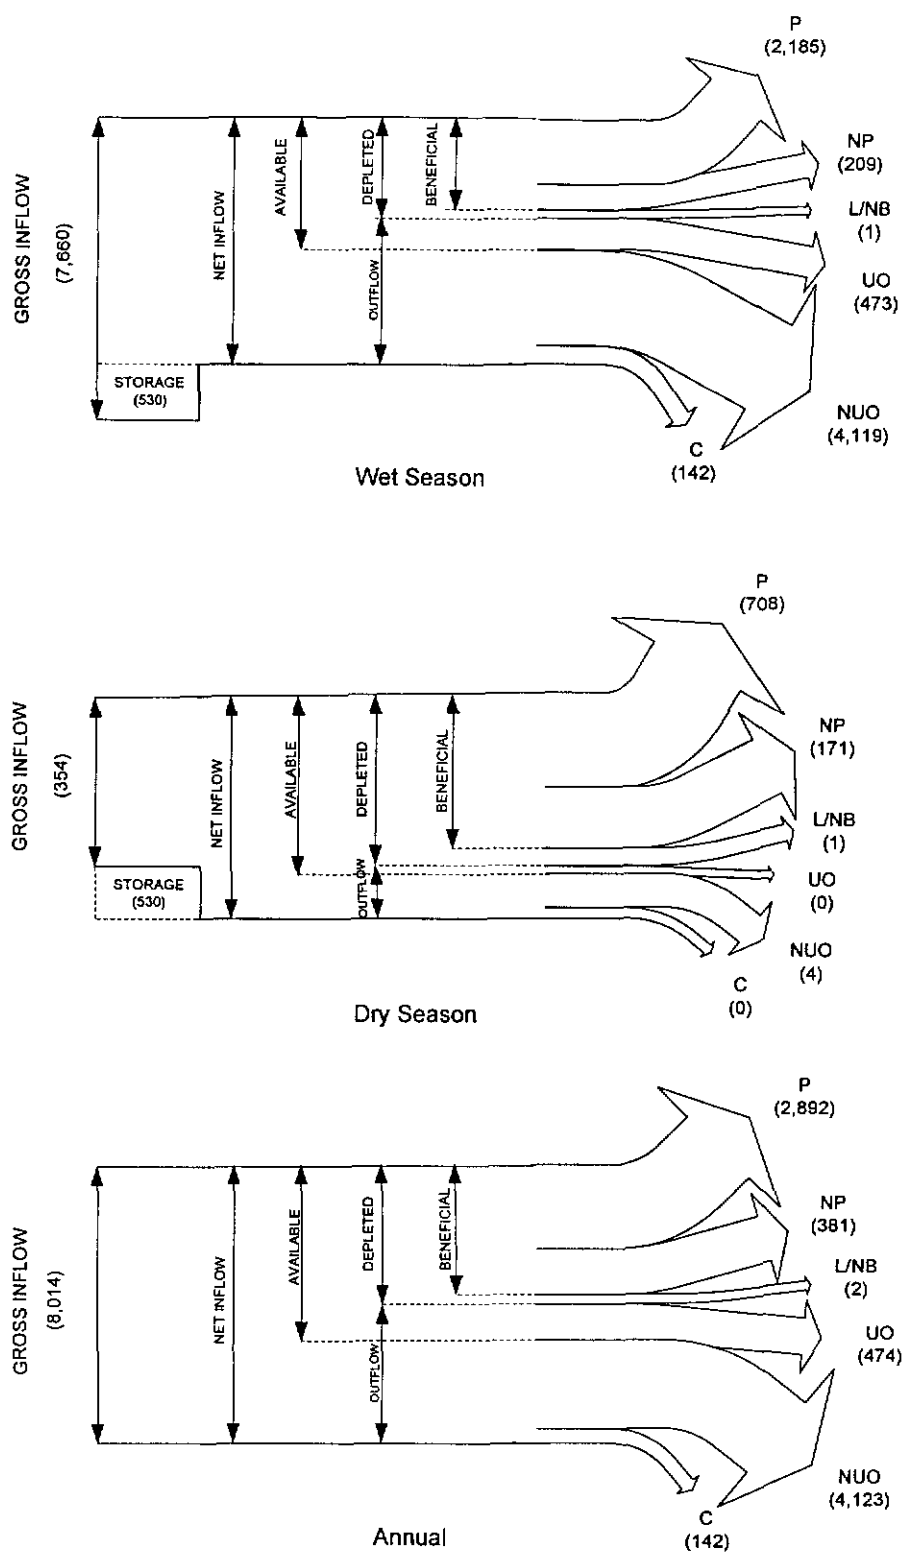 P
(2,185)
NP
(209)
L/NB
(1)
UO
(473)
NUO
(4,119)
C
(142)
GROSS INFLOW
(7,660)
NET INFLOW
AVAILABLE
DEPLETED
BENEFICIAL
OUTFLOW
STORAGE
(530)
Wet Season
P
(708)
NP
(171)
L/NB
(1)
UO
(0)
NUO
(4)
C
(0)
GROSS INFLOW
(354)
NET INFLOW
AVAILABLE
DEPLETED
BENEFICIAL
OUTFLOW
STORAGE
(530)
Dry Season
P
(2,892)
NP
(381)
L/NB
(2)
UO
(474)
NUO
(4,123)
C
(142)
GROSS INFLOW
(8,014)
NET INFLOW
AVAILABLE
DEPLETED
BENEFICIAL
OUTFLOW
Annual